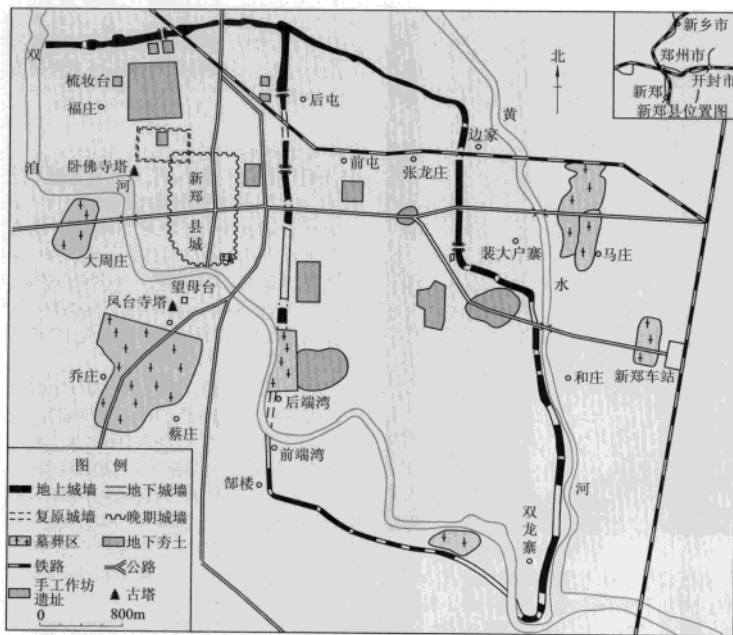 新乡市
郑州市
开封市
新郑
新郑县位置图
北
双
洎
河
梳妆台
福庄
卧佛寺塔
新郑
县城
后屯
前屯
张龙庄
边家
黄
水
河
裴大户寨
马庄
大周庄
望母台
凤台寺塔
乔庄
蔡庄
后端湾
前端湾
郜楼
和庄
新郑车站
双龙寨
图例
地上城墙 地下城墙
复原城墙 晚期城墙
墓葬区 地下夯土
铁路 公路
手工作坊
遗址 古塔
0 800m